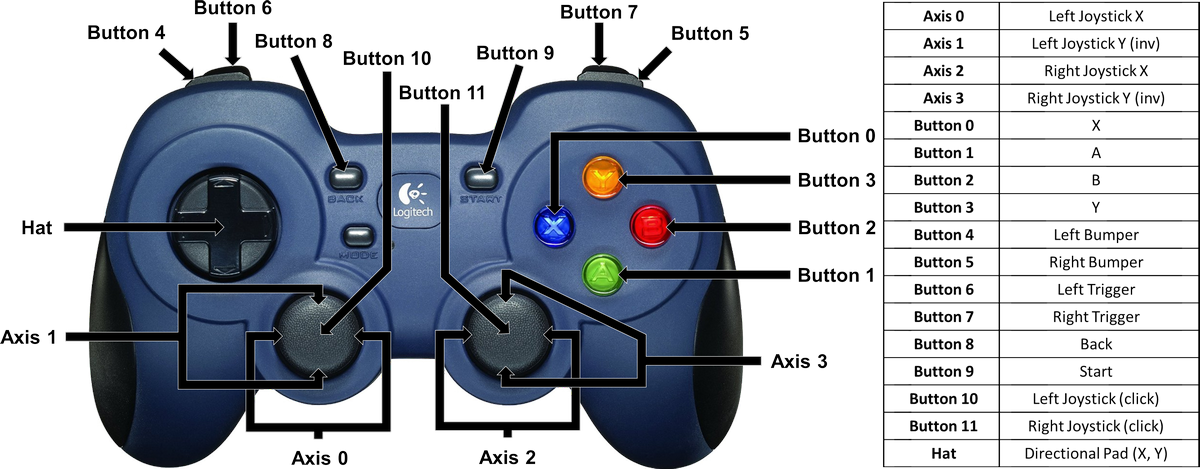 Button 6
Button 4
Button 8
Button 10
Button 11
Button 9
Button 7
Button 5
Button 0
Button 3
Button 2
Button 1
Hat
Axis 1
Axis 0
Axis 2
Axis 3
BACK
START
MODE
Logitech
X
Y
B
A
Axis 0 Left Joystick X
Axis 1 Left Joystick Y (inv)
Axis 2 Right Joystick X
Axis 3 Right Joystick Y (inv)
Button 0 X
Button 1 A
Button 2 B
Button 3 Y
Button 4 Left Bumper
Button 5 Right Bumper
Button 6 Left Trigger
Button 7 Right Trigger
Button 8 Back
Button 9 Start
Button 10 Left Joystick (click)
Button 11 Right Joystick (click)
Hat Directional Pad (X, Y)